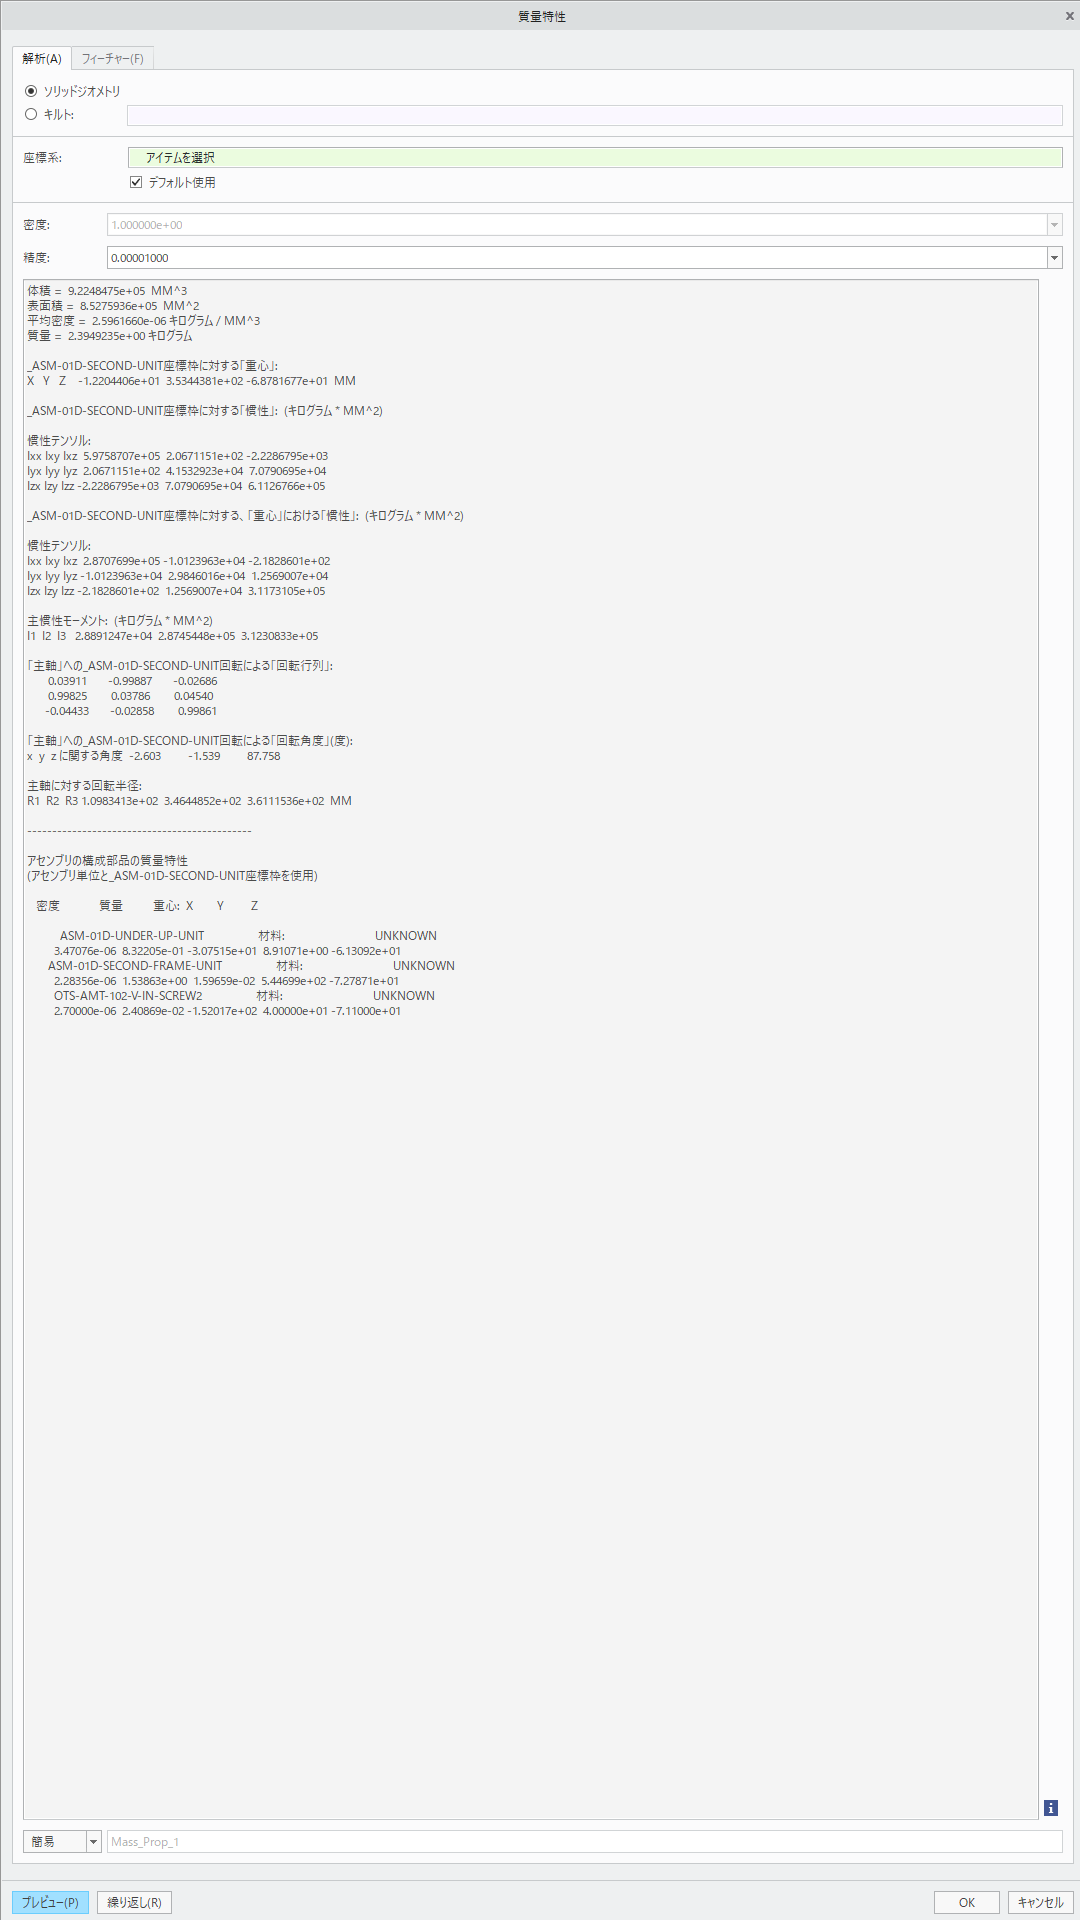 質量特性
x
解析(A) フィーチャー(F)
ソリッドジオメトリ
キルト:
座標系: アイテムを選択
デフォルト使用
密度: 1.000000e+00
精度: 0.00001000
体積 = 9.2248475e+05 MM^3
表面積 = 8.5275936e+05 MM^2
平均密度 = 2.5961660e-06 キログラム / MM^3
質量 = 2.3949235e+00 キログラム
_ASM-01D-SECOND-UNIT座標枠に対する「重心」:
X Y Z -1.2204406e+01 3.5344381e+02 -6.8781677e+01 MM
_ASM-01D-SECOND-UNIT座標枠に対する「慣性」: (キログラム * MM^2)
慣性テンソル:
Ixx Ixy Ixz 5.9758707e+05 2.0671151e+02 -2.2286795e+03
Iyx Iyy Iyz 2.0671151e+02 4.1532923e+04 7.0790695e+04
Izx Izy Izz -2.2286795e+03 7.0790695e+04 6.1126766e+05
_ASM-01D-SECOND-UNIT座標枠に対する、「重心」における「慣性」: (キログラム * MM^2)
慣性テンソル:
Ixx Ixy Ixz 2.8707699e+05 -1.0123963e+04 -2.1828601e+02
Iyx Iyy Iyz -1.0123963e+04 2.9846016e+04 1.2569007e+04
Izx Izy Izz -2.1828601e+02 1.2569007e+04 3.1173105e+05
主慣性モーメント: (キログラム * MM^2)
I1 I2 I3 2.8891247e+04 2.8745448e+05 3.1230833e+05
「主軸」への_ASM-01D-SECOND-UNIT回転による「回転行列」:
0.03911 -0.99887 -0.02686
0.99825 0.03786 0.04540
-0.04433 -0.02858 0.99861
「主軸」への_ASM-01D-SECOND-UNIT回転による「回転角度」(度):
x y z に関する角度 -2.603 -1.539 87.758
主軸に対する回転半径:
R1 R2 R3 1.0983413e+02 3.4644852e+02 3.6111536e+02 MM
---------------------------------------------
アセンブリの構成部品の質量特性
(アセンブリ単位と_ASM-01D-SECOND-UNIT座標枠を使用)
密度 質量 重心: X Y Z
ASM-01D-UNDER-UP-UNIT 材料: UNKNOWN
3.47076e-06 8.32205e-01 -3.07515e+01 8.91071e+00 -6.13092e+01
ASM-01D-SECOND-FRAME-UNIT 材料: UNKNOWN
2.28356e-06 1.53863e+00 1.59659e-02 5.44699e+02 -7.27871e+01
OTS-AMT-102-V-IN-SCREW2 材料: UNKNOWN
2.70000e-06 2.40869e-02 -1.52017e+02 4.00000e+01 -7.11000e+01
i
簡易 Mass_Prop_1
プレビュー(P) 繰り返し(R) OK キャンセル